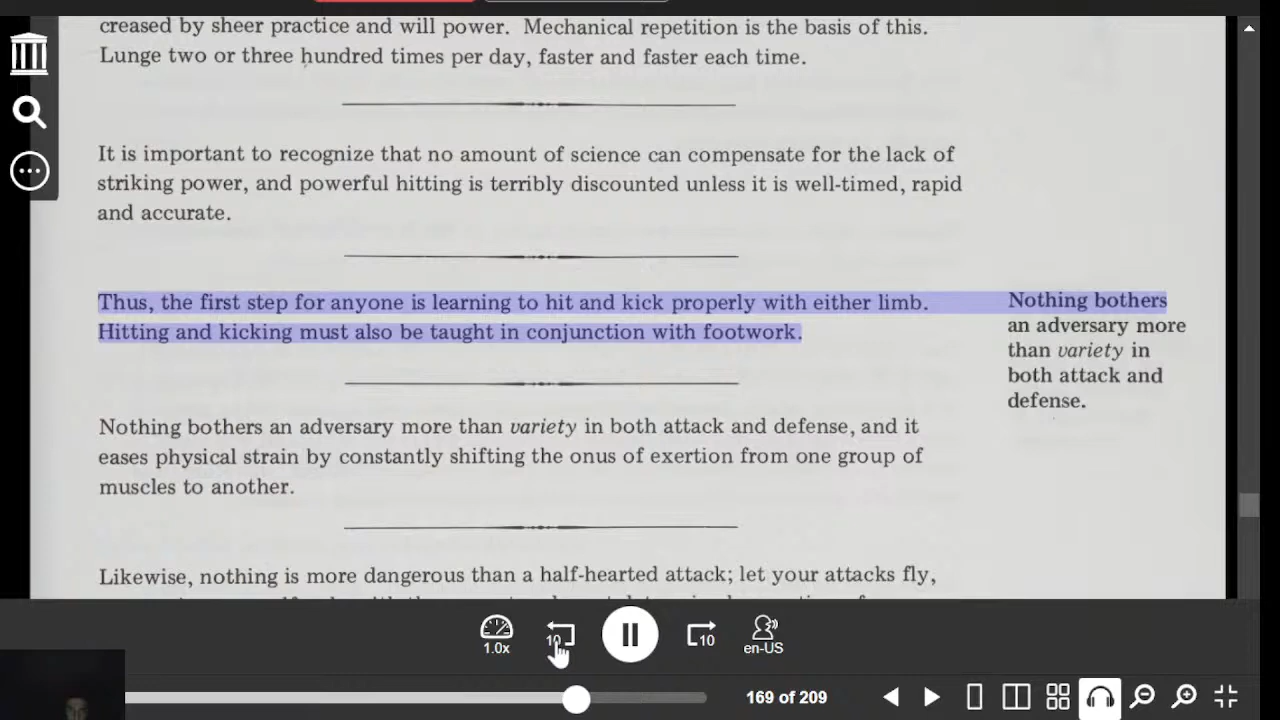 creased by sheer practice and will power. Mechanical repetition is the basis of this.
Lunge two or three hundred times per day, faster and faster each time.
It is important to recognize that no amount of science can compensate for the lack of
striking power, and powerful hitting is terribly discounted unless it is well-timed, rapid
and accurate.
Thus, the first step for anyone is learning to hit and kick properly with either limb.
Hitting and kicking must also be taught in conjunction with footwork.
Nothing bothers
an adversary more
than variety in
both attack and
defense.
Nothing bothers an adversary more than variety in both attack and defense, and it
eases physical strain by constantly shifting the onus of exertion from one group of
muscles to another.
Likewise, nothing is more dangerous than a half-hearted attack; let your attacks fly,
1.0x
10
10
en-US
169 of 209